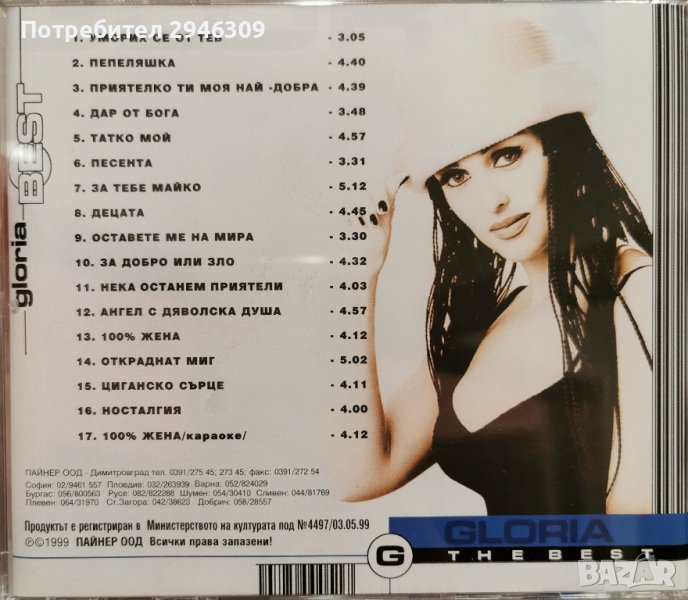 Потребител 2946309
1. УМОРИХ СЕ ОТ ТЕБ - 3.05
2. ПЕПЕЛЯШКА - 4.40
3. ПРИЯТЕЛКО ТИ МОЯ НАЙ -ДОБРА - 4.39
4. ДАР ОТ БОГА - 3.48
5. ТАТКО МОЙ - 4.57
6. ПЕСЕНТА - 3.31
7. ЗА ТЕБЕ МАЙКО - 5.12
8. ДЕЦАТА - 4.45
9. ОСТАВЕТЕ МЕ НА МИРА - 3.30
10. ЗА ДОБРО ИЛИ ЗЛО - 4.32
11. НЕКА ОСТАНЕМ ПРИЯТЕЛИ - 4.03
12. АНГЕЛ С ДЯВОЛСКА ДУША - 4.57
13. 100% ЖЕНА - 4.12
14. ОТКРАДНАТ МИГ - 5.02
15. ЦИГАНСКО СЪРЦЕ - 4.11
16. НОСТАЛГИЯ - 4.00
17. 100% ЖЕНА/караоке/ - 4.12
gloria BEST
ПАЙНЕР ООД - Димитровград тел. 0391/275 45; 273 45; факс: 0391/272 54
София: 02/9461 557 Пловдив: 032/263939 Варна: 052/824029
Бургас: 056/800563 Русе: 082/822288 Шумен: 054/30410 Сливен: 044/81769
Плевен: 064/31970 Ст.Загора: 042/38623 Добрич: 058/28557
Продуктът е регистриран в Министерството на културата под №4497/03.05.99
℗©1999 ПАЙНЕР ООД Всички права запазени!
GLORIA
G THE BEST
BAZAR